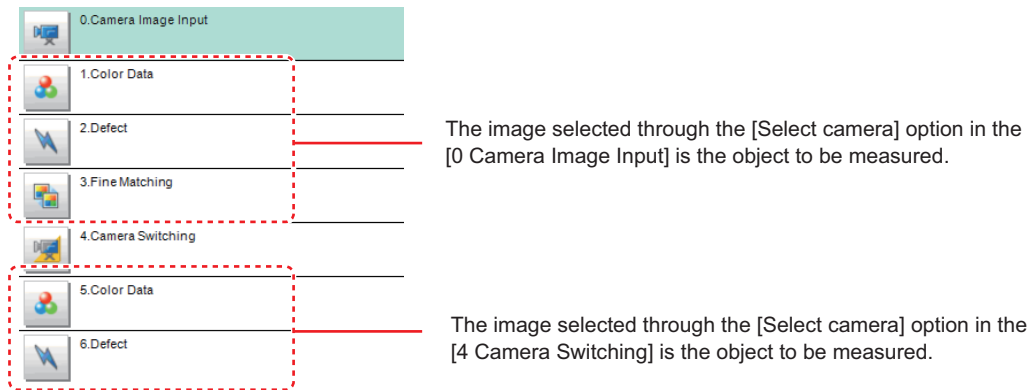 0.Camera Image Input
1.Color Data
2.Defect
The image selected through the [Select camera] option in the
[0 Camera Image Input] is the object to be measured.
3.Fine Matching
4.Camera Switching
5.Color Data
6.Defect
The image selected through the [Select camera] option in the
[4 Camera Switching] is the object to be measured.